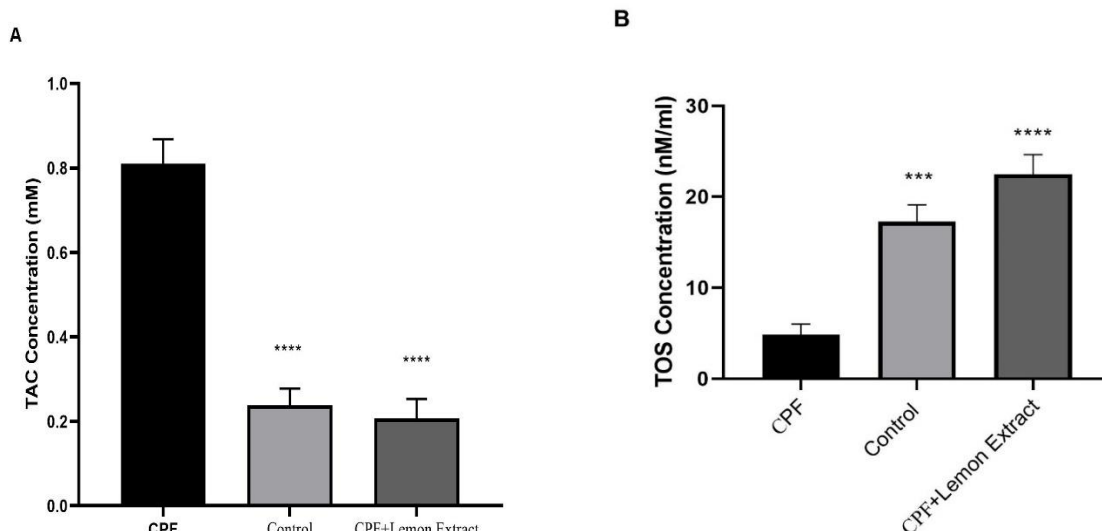 A
TAC Concentration (mM)
1.0
0.8
0.6
0.4
0.2
0.0
****
****
CPF
Control
CPF+Lemon Extract
B
TOS Concentration (nM/ml)
30
20
10
0
***
****
CPF
Control
CPF+Lemon Extract